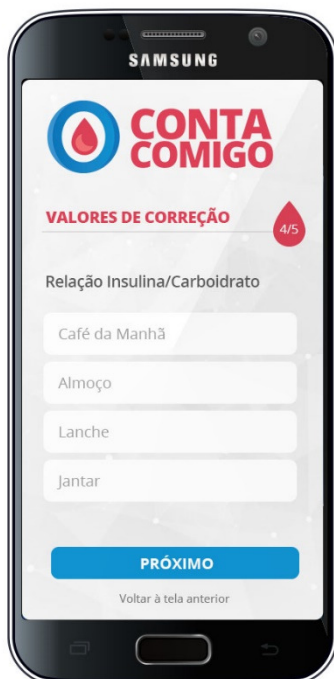 SAMSUNG
CONTA
COMIGO
VALORES DE CORREÇÃO
4/5
Relação Insulina/Carboidrato
Café da Manhã
Almoço
Lanche
Jantar
PRÓXIMO
Voltar à tela anterior